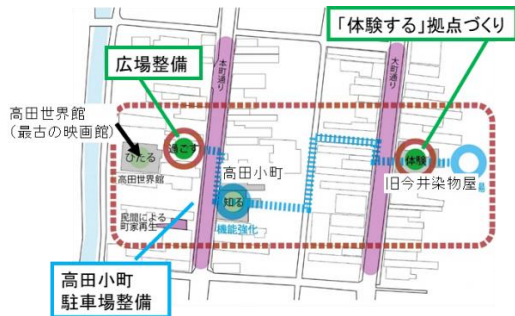 「体験する」拠点づくり
広場整備
本町通り
大町通り
高田世界館
(最古の映画館)
過ごす
ひたる
高田世界館
高田小町
体験
旧今井染物屋
知る
機能強化
民間による
町家再生
高田小町
駐車場整備